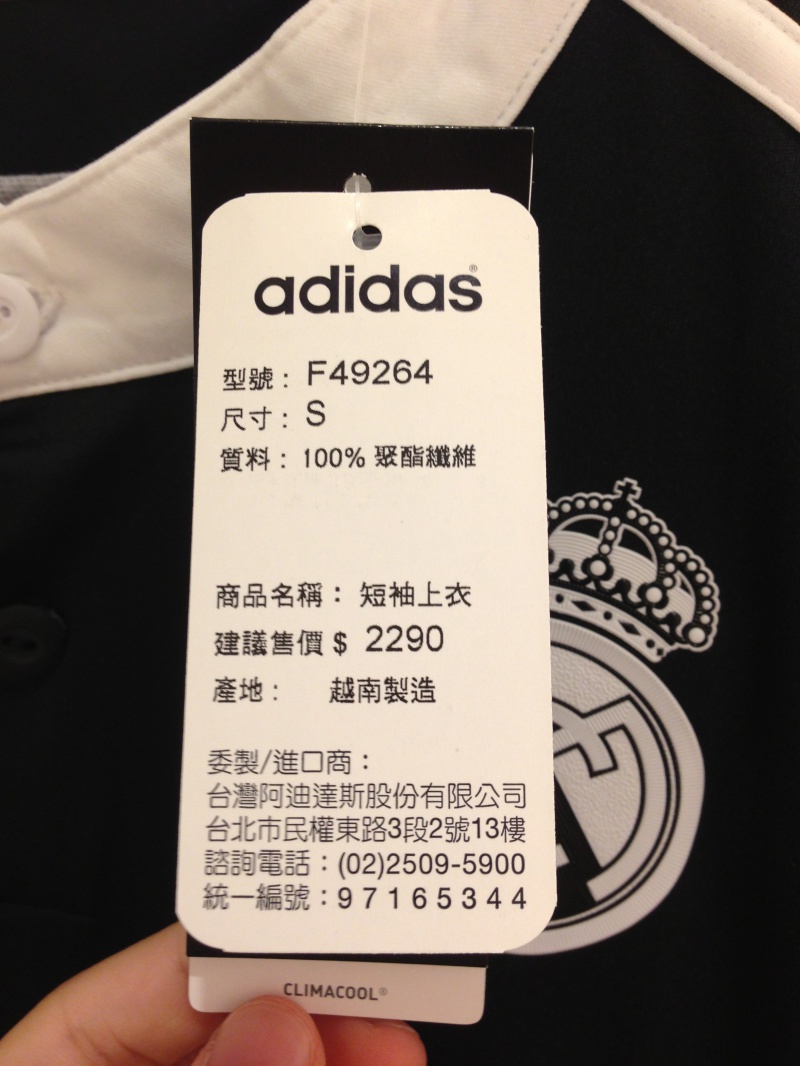 adidas®
型號：F49264
尺寸：S
質料：100% 聚酯纖維
商品名稱：短袖上衣
建議售價 $ 2290
產地： 越南製造
委製/進口商：
台灣阿迪達斯股份有限公司
台北市民權東路3段2號13樓
諮詢電話：(02)2509-5900
統一編號：97165344
CLIMACOOL®